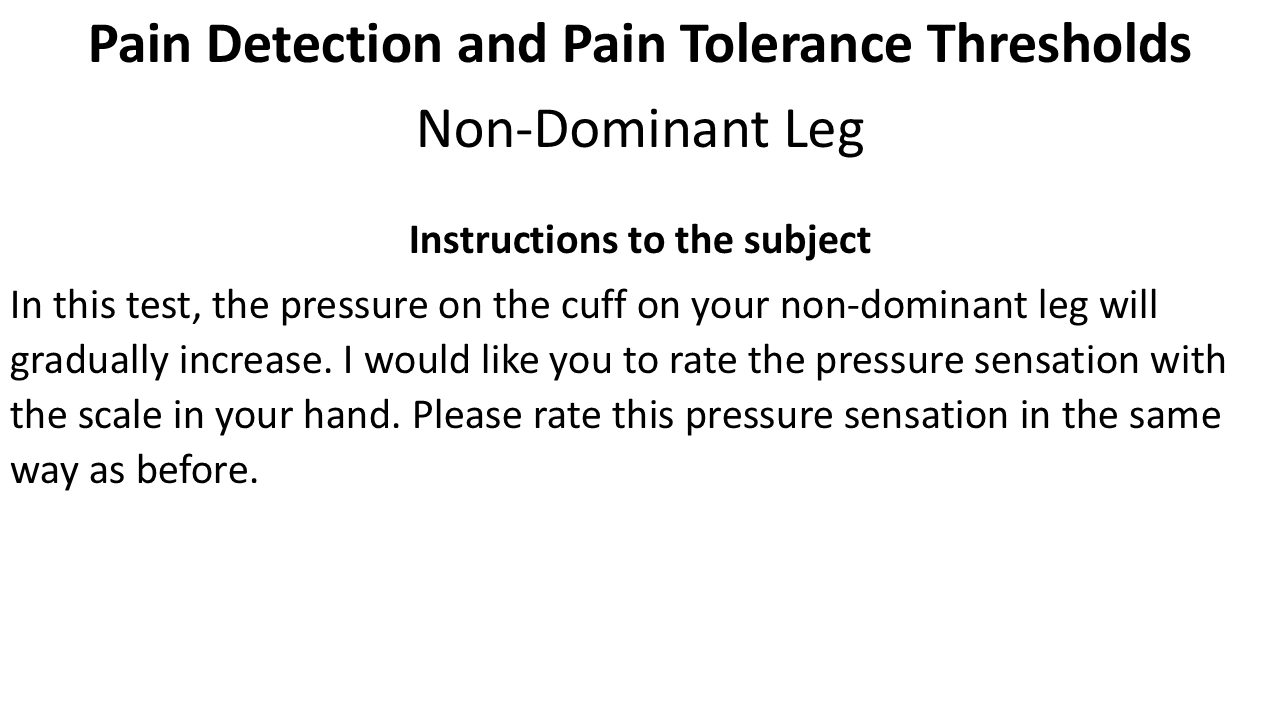 Pain Detection and Pain Tolerance Thresholds
Non-Dominant Leg
Instructions to the subject
In this test, the pressure on the cuff on your non-dominant leg will
gradually increase. I would like you to rate the pressure sensation with
the scale in your hand. Please rate this pressure sensation in the same
way as before.